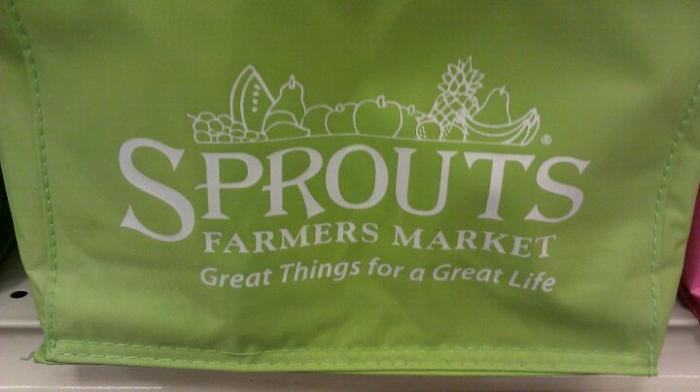 SPROUTS®
FARMERS MARKET
Great Things for a Great Life